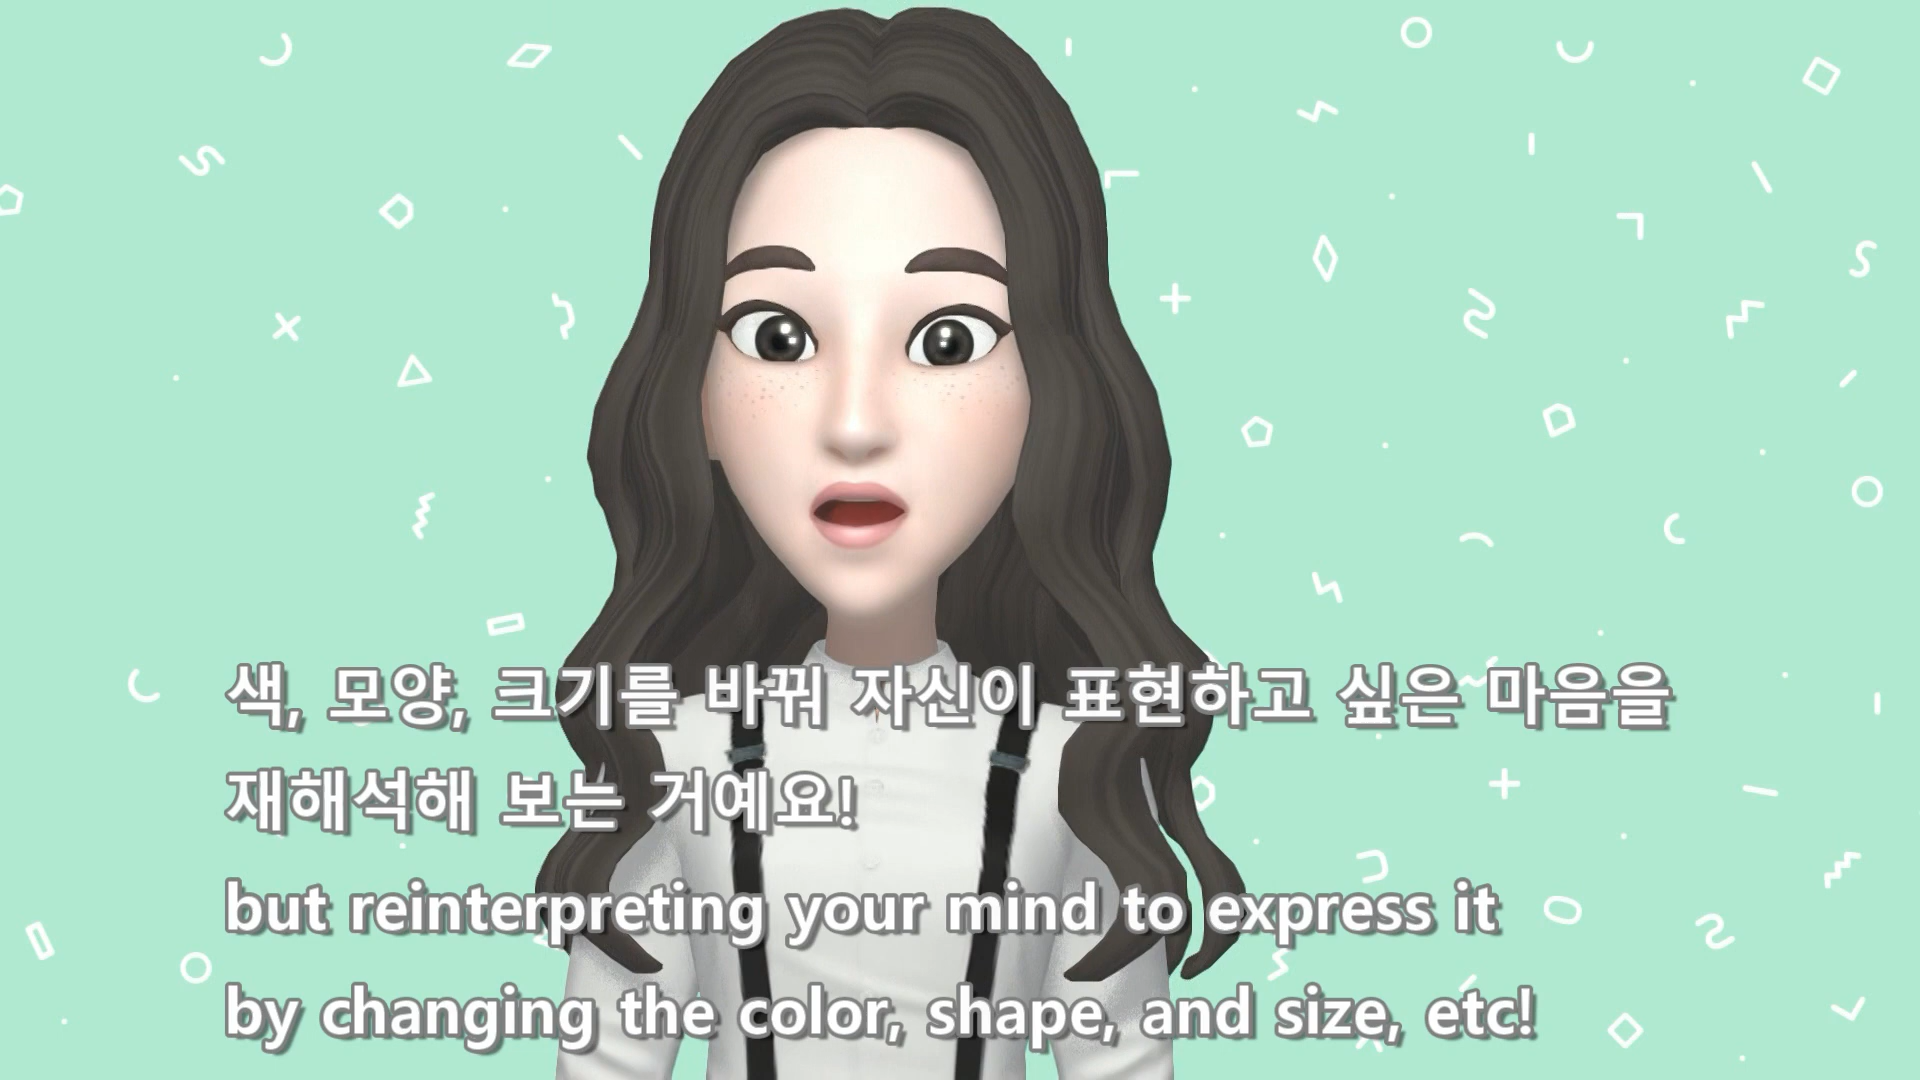 색, 모양, 크기를 바꿔 자신이 표현하고 싶은 마음을
재해석해 보는 거예요!
but reinterpreting your mind to express it
by changing the color, shape, and size, etc!